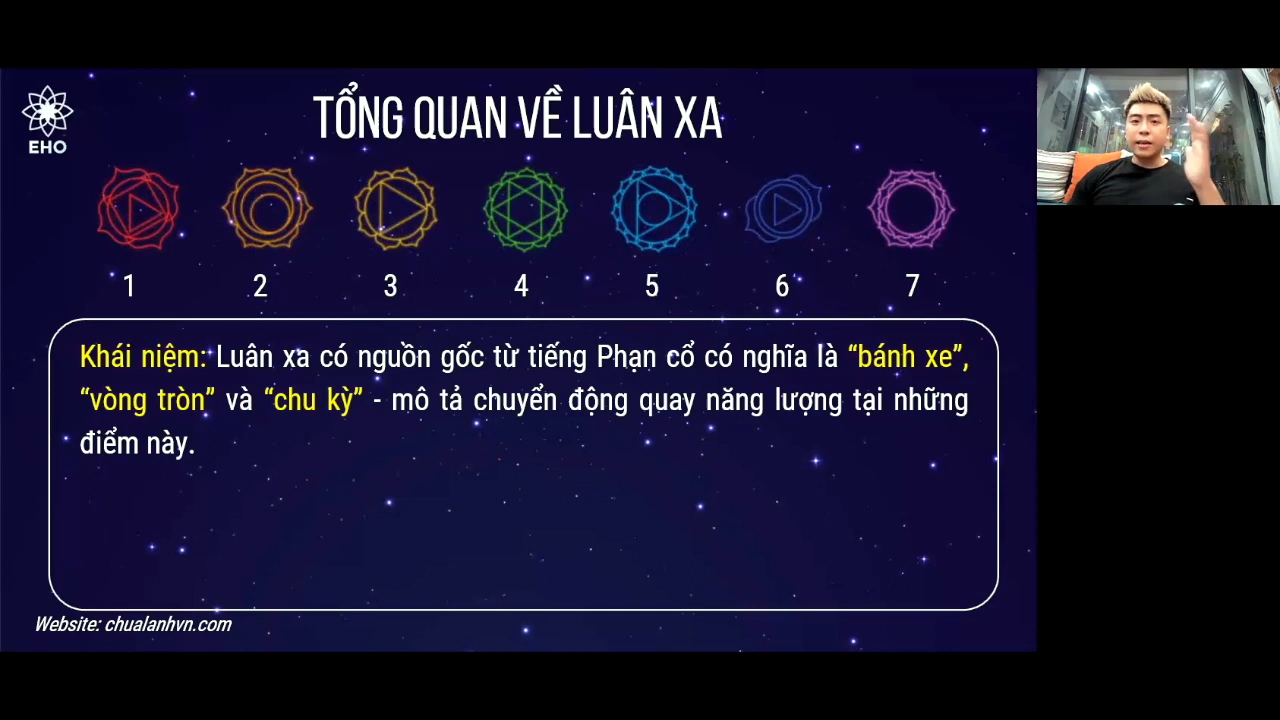 EHO
TỔNG QUAN VỀ LUÂN XA
1 2 3 4 5 6 7
Khái niệm: Luân xa có nguồn gốc từ tiếng Phạn cổ có nghĩa là “bánh xe”,
“vòng tròn” và “chu kỳ” - mô tả chuyển động quay năng lượng tại những
điểm này.
Website: chualanhvn.com